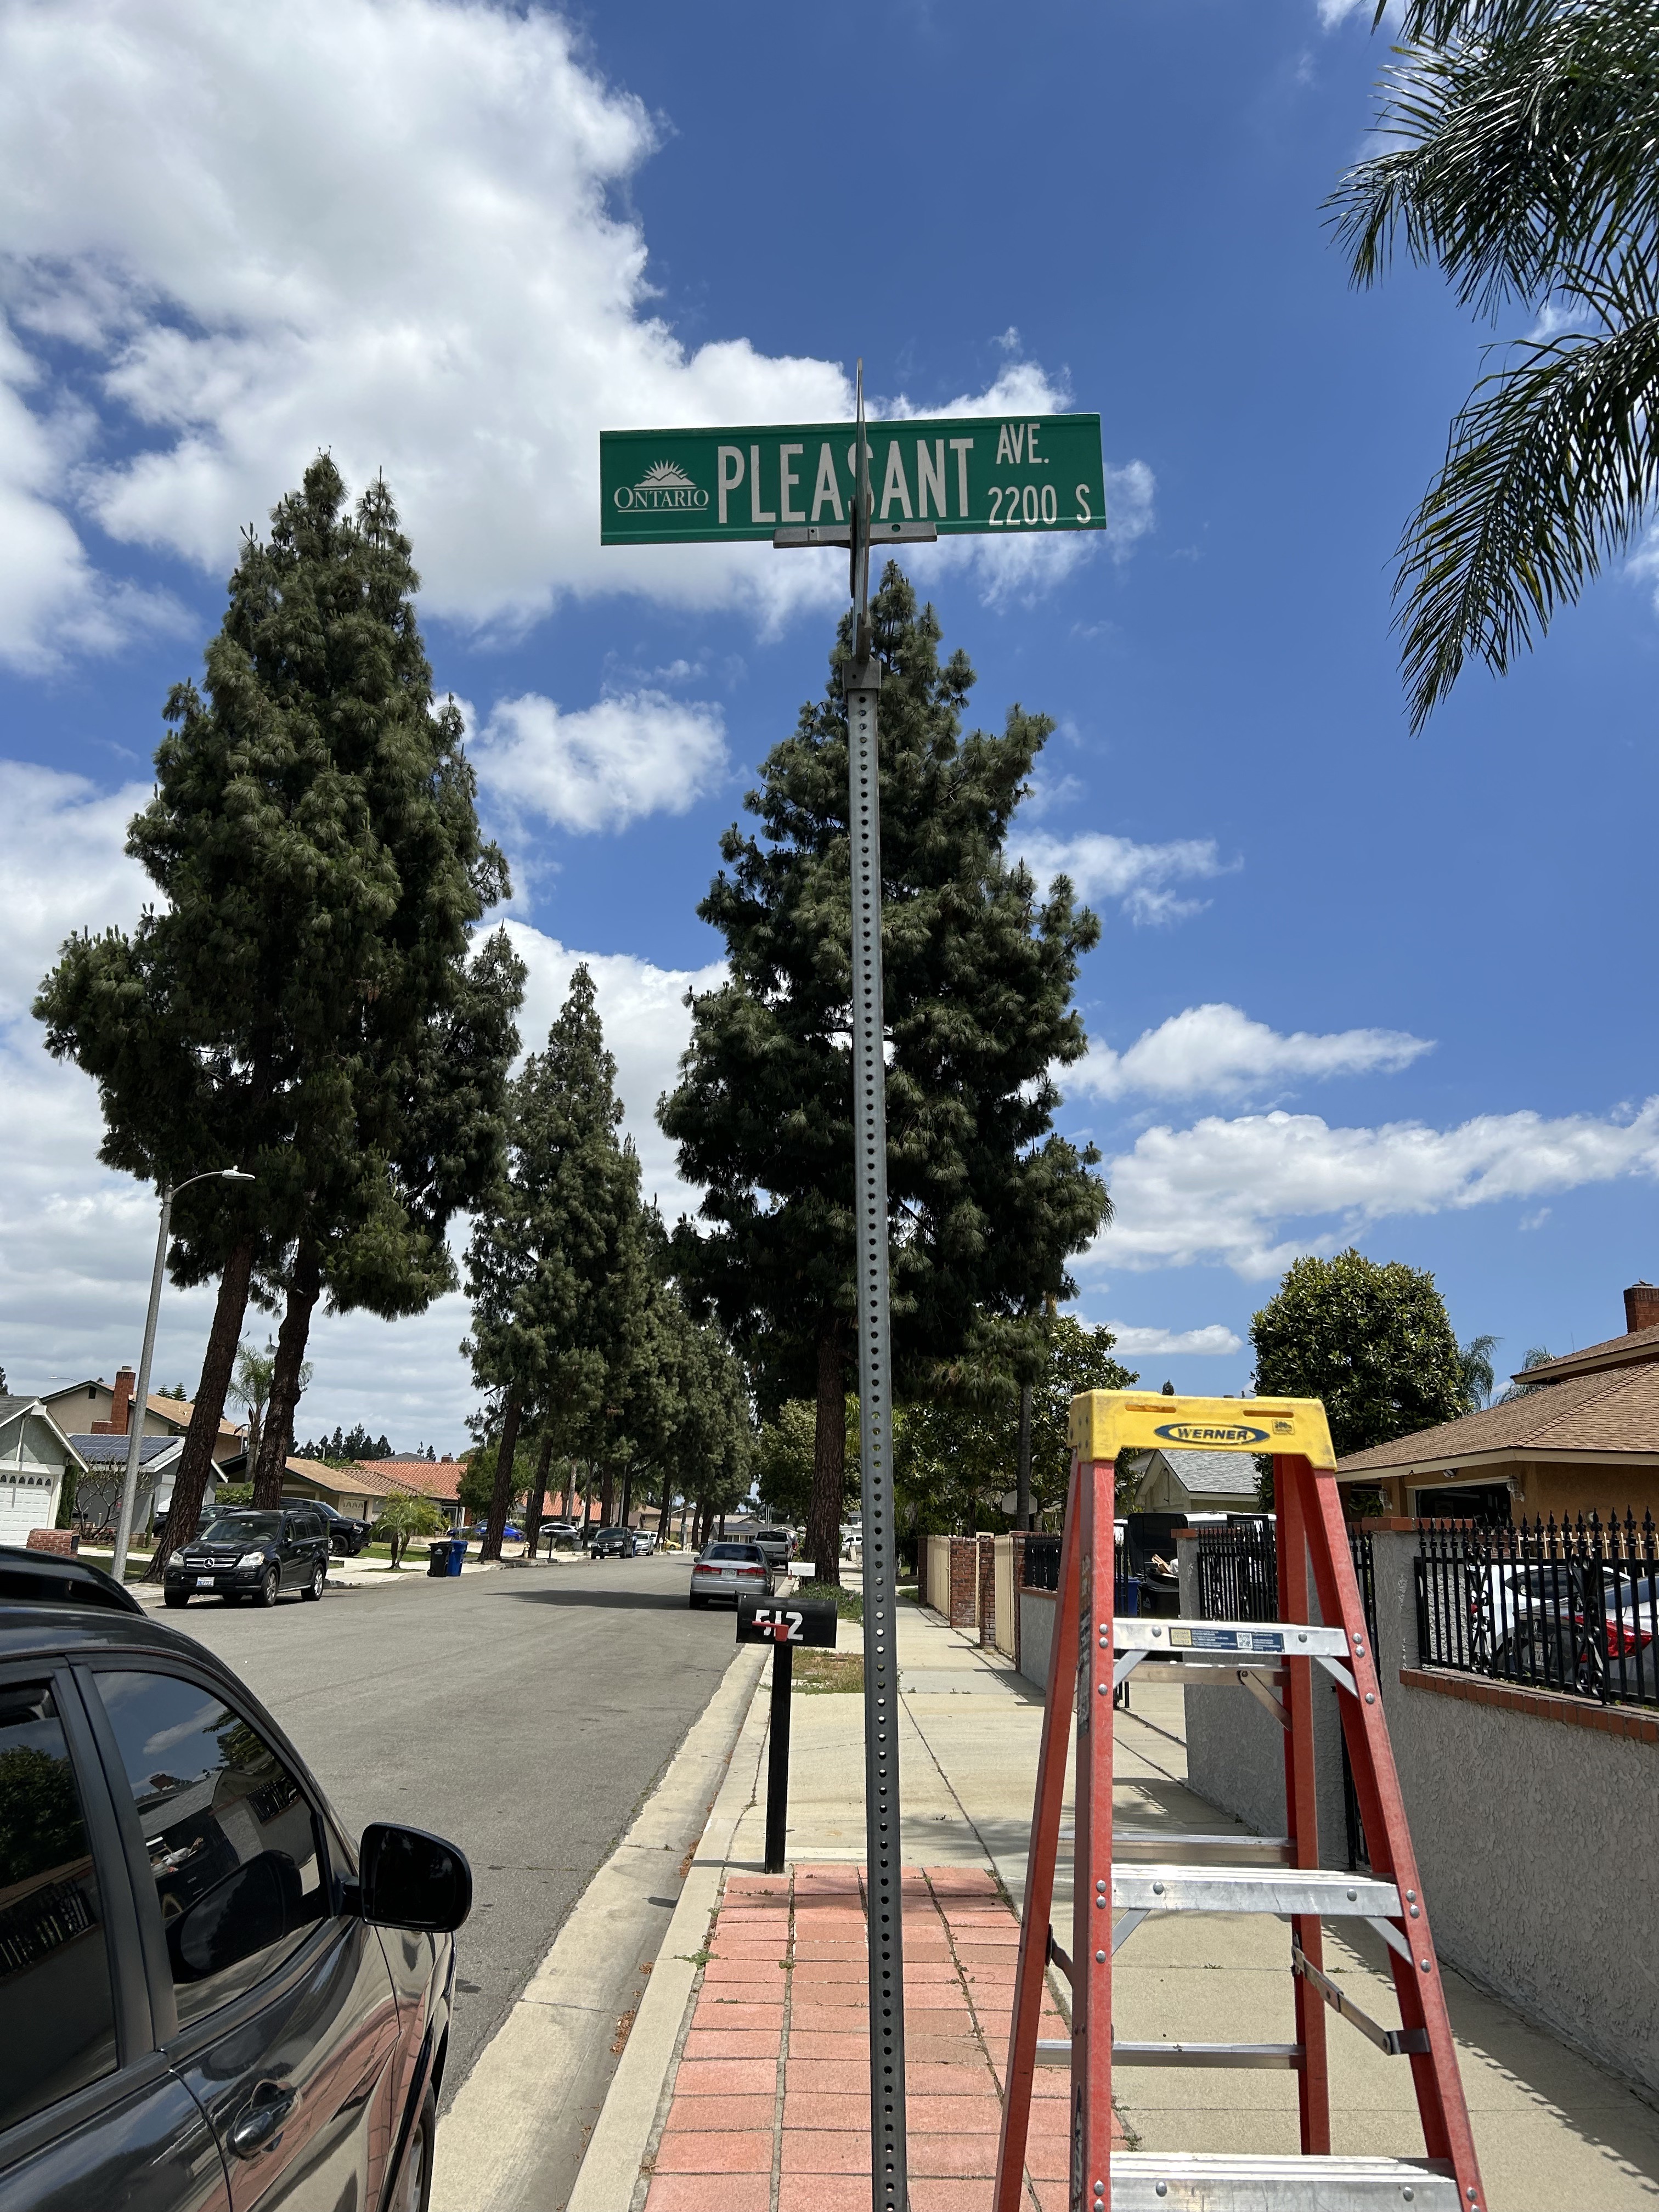 ONTARIO PLEASANT AVE.
2200 S
WERNER
512